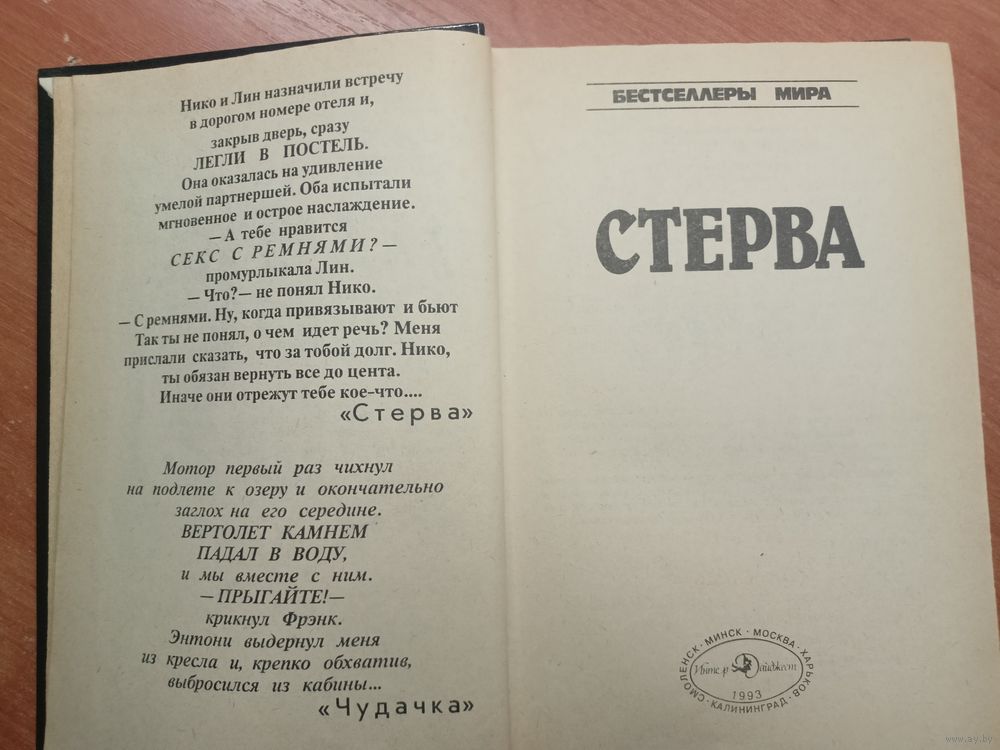 Нико и Лин назначили встречу
в дорогом номере отеля и,
закрыв дверь, сразу
ЛЕГЛИ В ПОСТЕЛЬ.
Она оказалась на удивление
умелой партнершей. Оба испытали
мгновенное и острое наслаждение.
— А тебе нравится
СЕКС С РЕМНЯМИ? —
промурлыкала Лин.
— Что? — не понял Нико.
— С ремнями. Ну, когда привязывают и бьют
Так ты не понял, о чем идет речь? Меня
прислали сказать, что за тобой долг. Нико,
ты обязан вернуть все до цента.
Иначе они отрежут тебе кое-что....
«Стерва»
Мотор первый раз чихнул
на подлете к озеру и окончательно
заглох на его середине.
ВЕРТОЛЕТ КАМНЕМ
ПАДАЛ В ВОДУ,
и мы вместе с ним.
— ПРЫГАЙТЕ! —
крикнул Фрэнк.
Энтони выдернул меня
из кресла и, крепко обхватив,
выбросился из кабины...
«Чудачка»
БЕСТСЕЛЛЕРЫ МИРА
СТЕРВА
СМОЛЕНСК · МИНСК · МОСКВА · ХАРЬКОВ · КАЛИНИНГРАД ·
Интер Дайджест
1993
www.ay.by